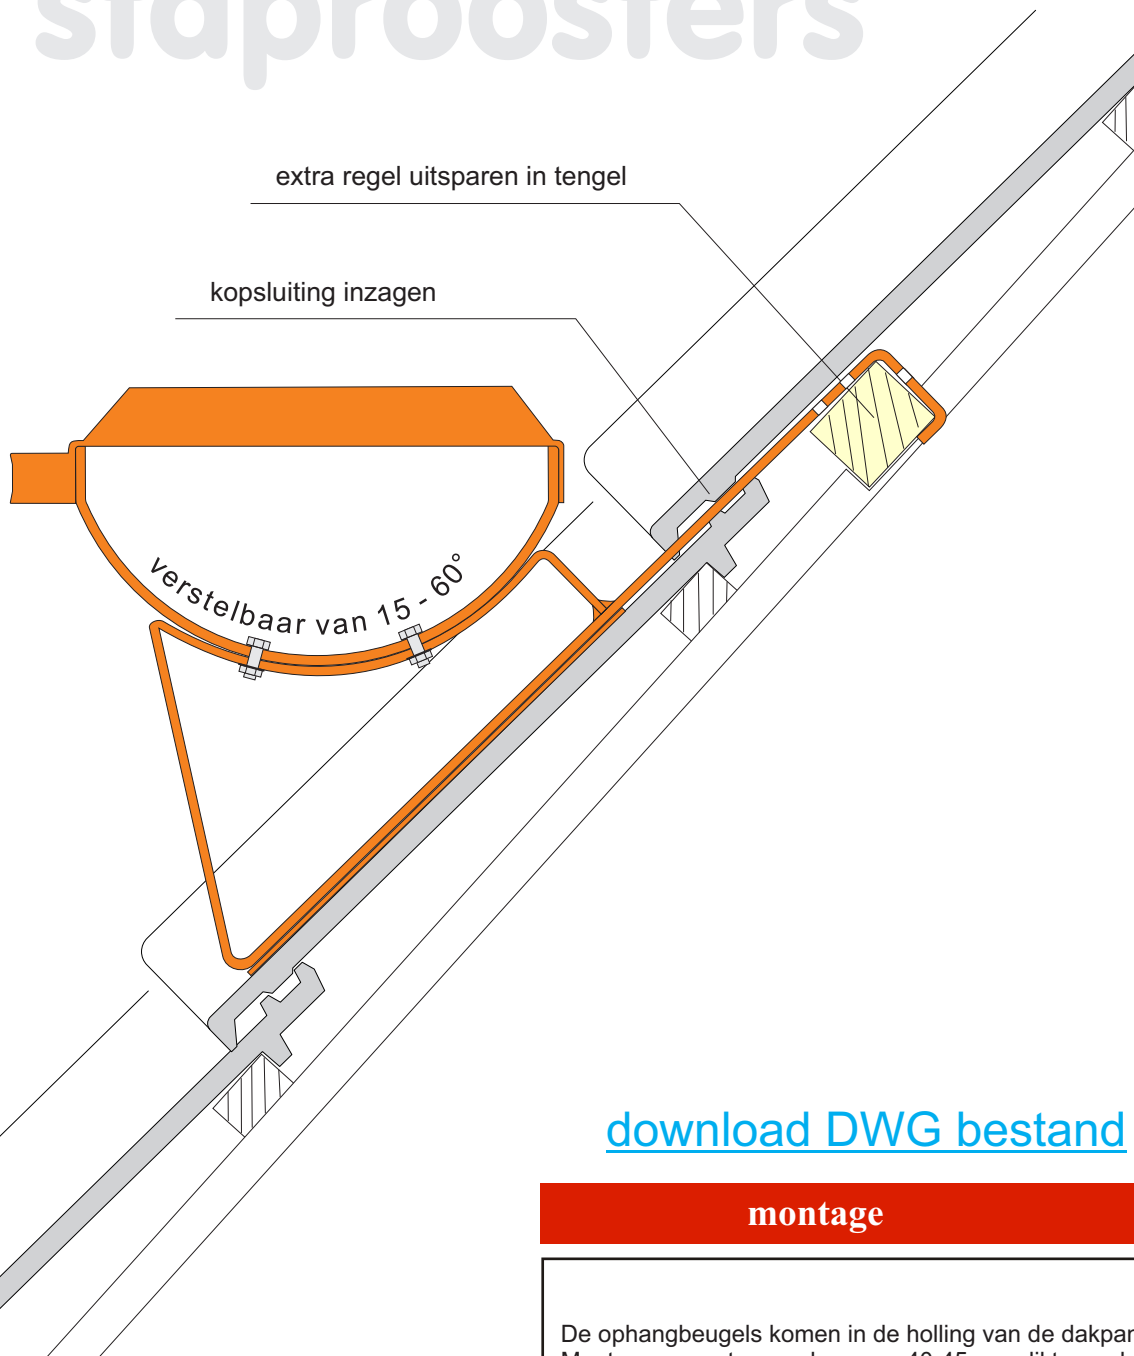 staproosters
extra regel uitsparen in tengel
kopsluiting inzagen
verstelbaar van 15 - 60°
download DWG bestand
montage
De ophangbeugels komen in de holling van de dakpan